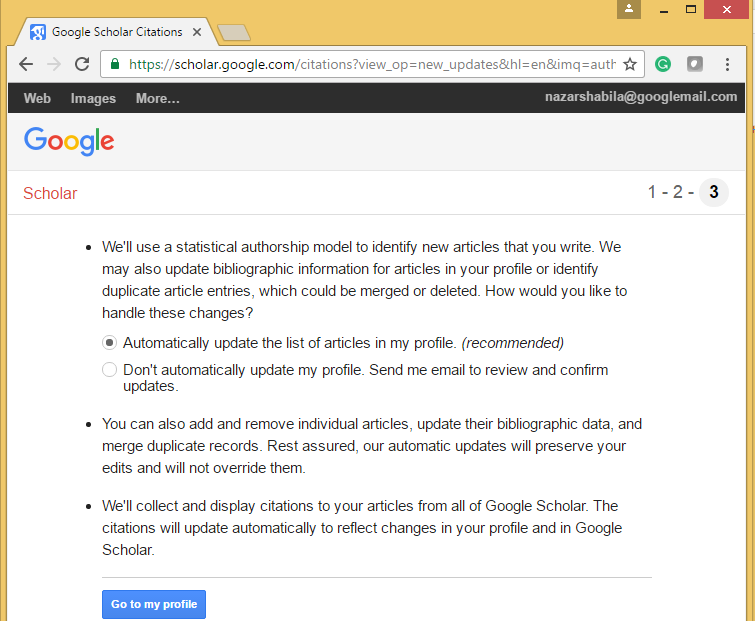 Google Scholar Citations
https://scholar.google.com/citations?view_op=new_updates&hl=en&imq=auth
Web Images More... nazarshabila@googlemail.com
Google
Scholar 1 - 2 - 3
We'll use a statistical authorship model to identify new articles that you write. We
may also update bibliographic information for articles in your profile or identify
duplicate article entries, which could be merged or deleted. How would you like to
handle these changes?
Automatically update the list of articles in my profile. (recommended)
Don't automatically update my profile. Send me email to review and confirm
updates.
You can also add and remove individual articles, update their bibliographic data, and
merge duplicate records. Rest assured, our automatic updates will preserve your
edits and will not override them.
We'll collect and display citations to your articles from all of Google Scholar. The
citations will update automatically to reflect changes in your profile and in Google
Scholar.
Go to my profile